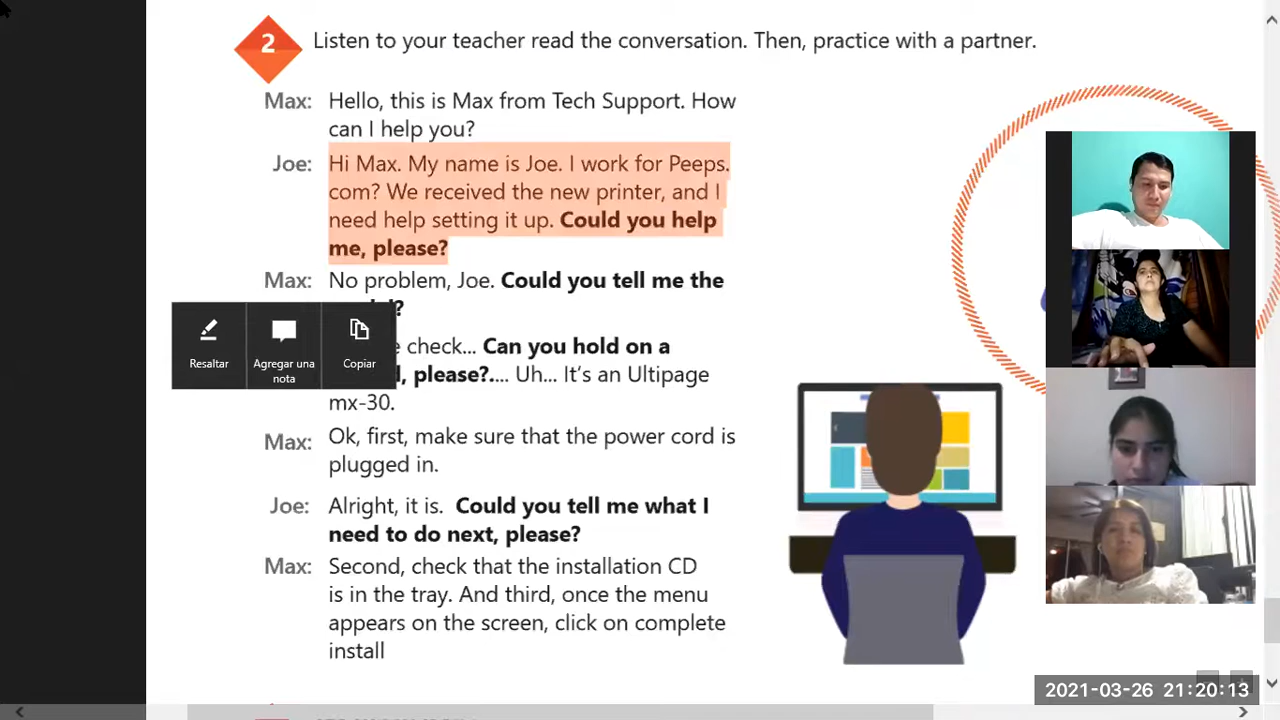 2 Listen to your teacher read the conversation. Then, practice with a partner.
Max: Hello, this is Max from Tech Support. How
can I help you?
Joe: Hi Max. My name is Joe. I work for Peeps.
com? We received the new printer, and I
need help setting it up. Could you help
me, please?
Max: No problem, Joe. Could you tell me the
?
check... Can you hold on a
, please?.... Uh... It's an Ultipage
mx-30.
Resaltar
Agregar una
nota
Copiar
Max: Ok, first, make sure that the power cord is
plugged in.
Joe: Alright, it is. Could you tell me what I
need to do next, please?
Max: Second, check that the installation CD
is in the tray. And third, once the menu
appears on the screen, click on complete
install
2021-03-26 21:20:13